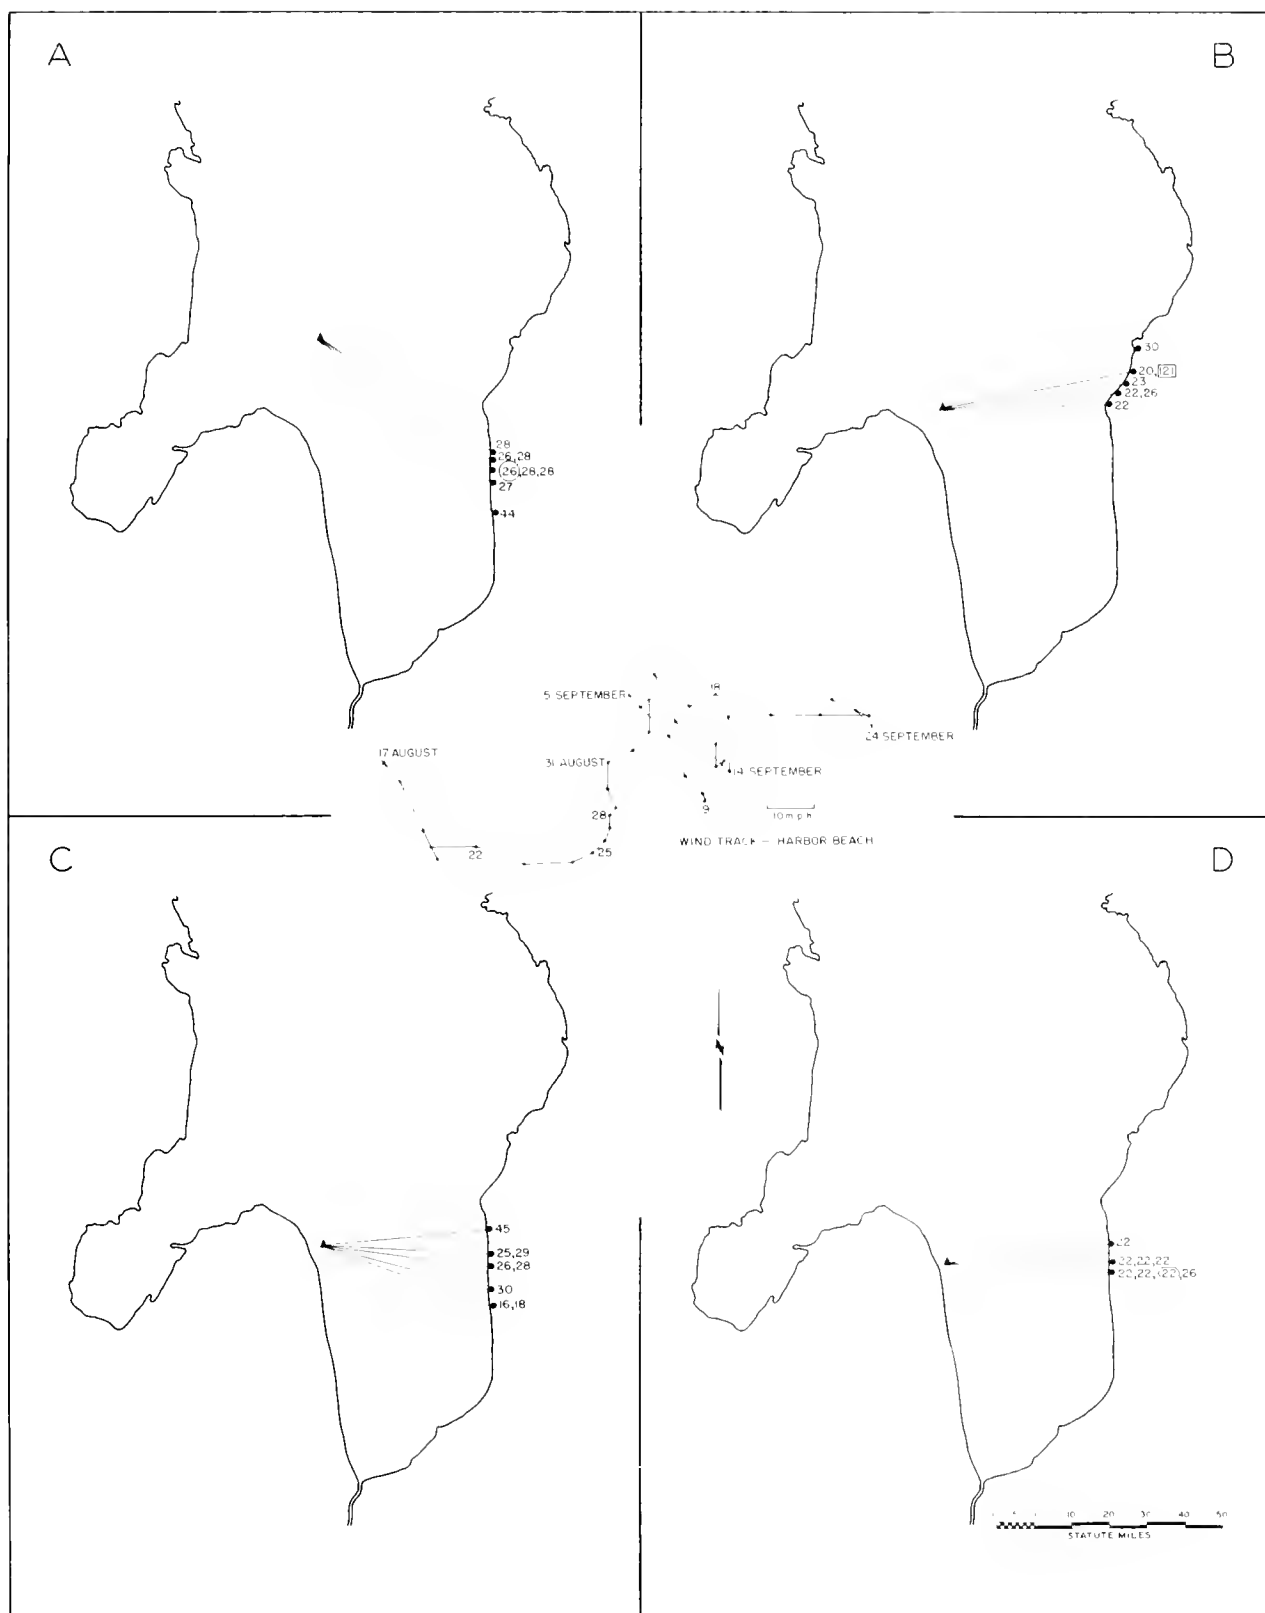 A
B
30
20, 21
23
22,26
22
28
26,28
(26),28,28
27
44
5 SEPTEMBER
18
24 SEPTEMBER
17 AUGUST
31 AUGUST
14 SEPTEMBER
28
9
10 m p h
WIND TRACK – HARBOR BEACH
22
25
C
D
45
25,29
26,28
30
16,18
22
22,22,22
22,22,(22),26
10 20 30 40 50
STATUTE MILES